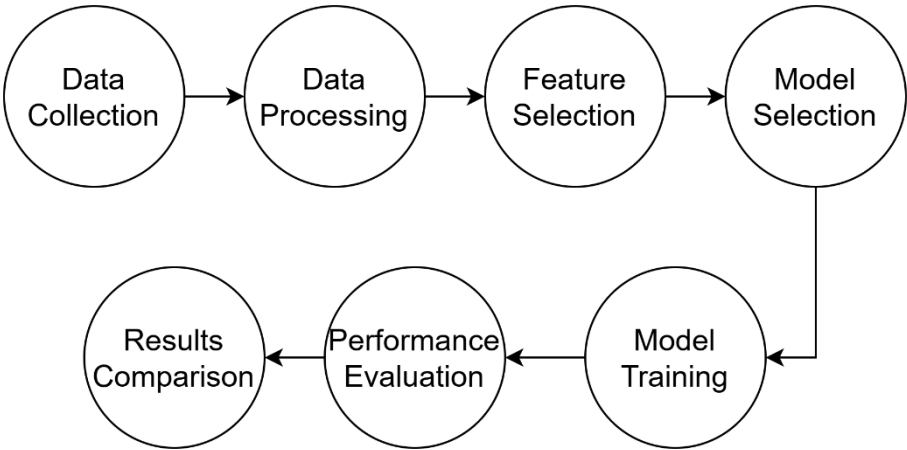 Data
Collection
Data
Processing
Feature
Selection
Model
Selection
Model
Training
Performance
Evaluation
Results
Comparison